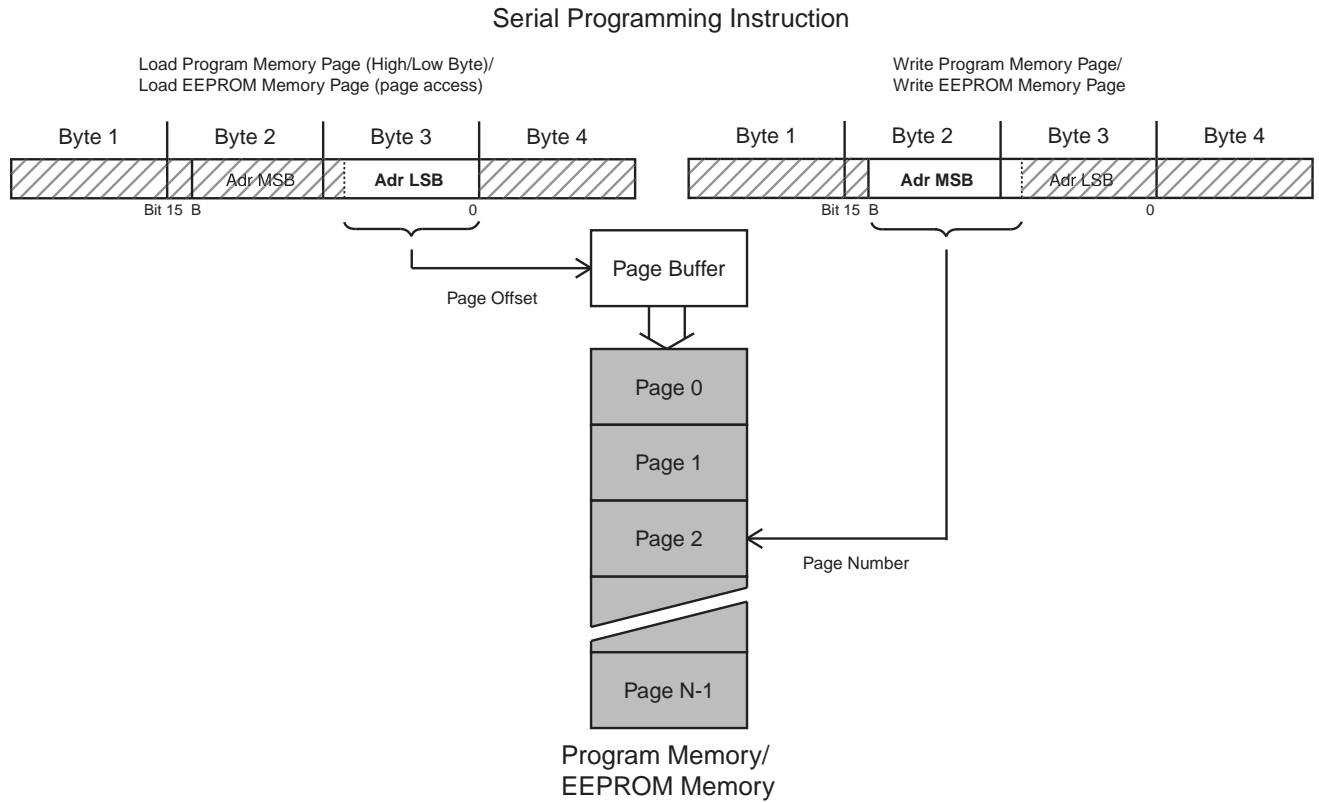 Serial Programming Instruction
Load Program Memory Page (High/Low Byte)/
Load EEPROM Memory Page (page access)
Write Program Memory Page/
Write EEPROM Memory Page
Byte 1 Byte 2 Byte 3 Byte 4
Byte 1 Byte 2 Byte 3 Byte 4
Adr MSB Adr LSB
Adr MSB Adr LSB
Bit 15 B 0
Bit 15 B 0
Page Buffer
Page Offset
Page 0
Page 1
Page 2
Page Number
Page N-1
Program Memory/
EEPROM Memory